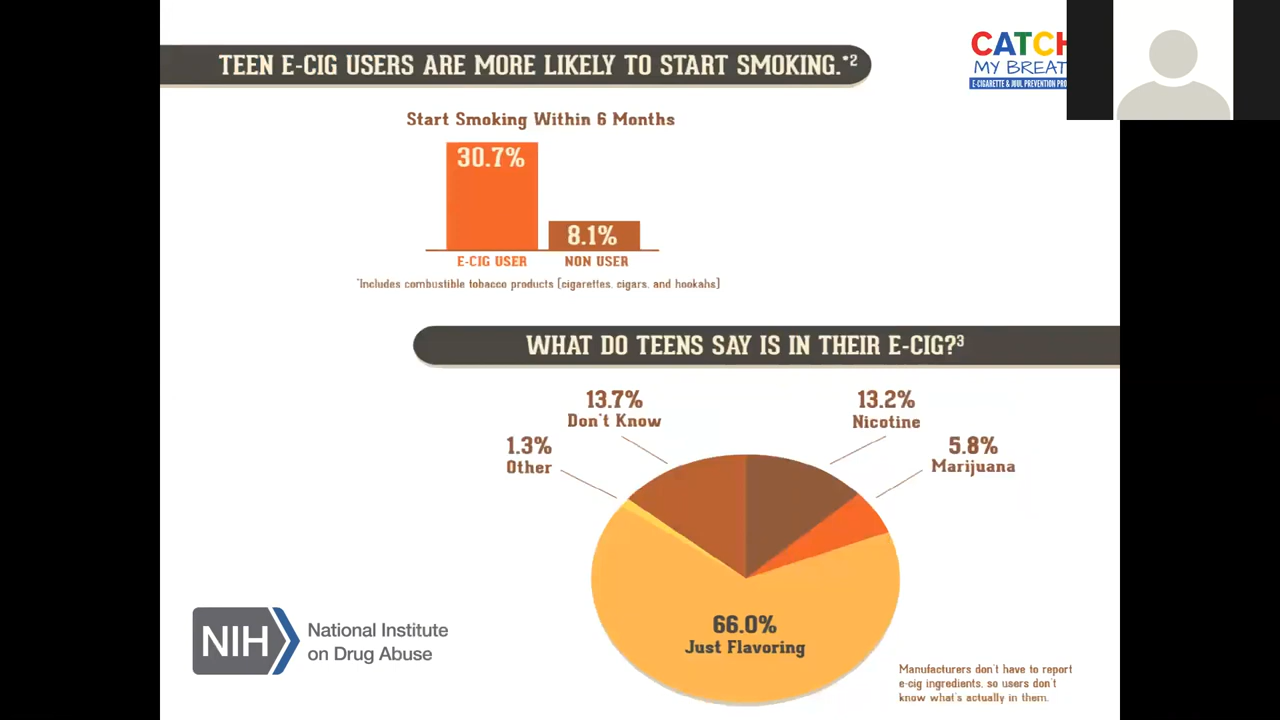 TEEN E-CIG USERS ARE MORE LIKELY TO START SMOKING.*2
CATCH
MY BREAT
E-CIGARETTE & JUUL PREVENTION PRO
Start Smoking Within 6 Months
30.7%
8.1%
E-CIG USER
NON USER
*Includes combustible tobacco products (cigarettes, cigars, and hookahs)
WHAT DO TEENS SAY IS IN THEIR E-CIG?3
13.7%
Don't Know
13.2%
Nicotine
1.3%
Other
5.8%
Marijuana
66.0%
Just Flavoring
NIH
National Institute
on Drug Abuse
Manufacturers don't have to report
e-cig ingredients, so users don't
know what's actually in them.